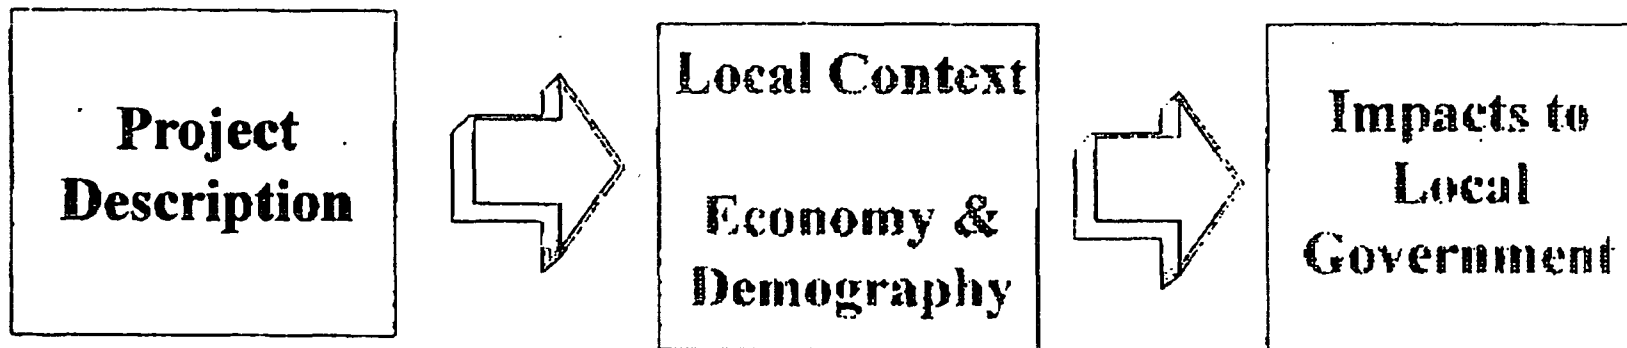 Project
Description
Local Context
Economy &
Demography
Impacts to
Local
Government